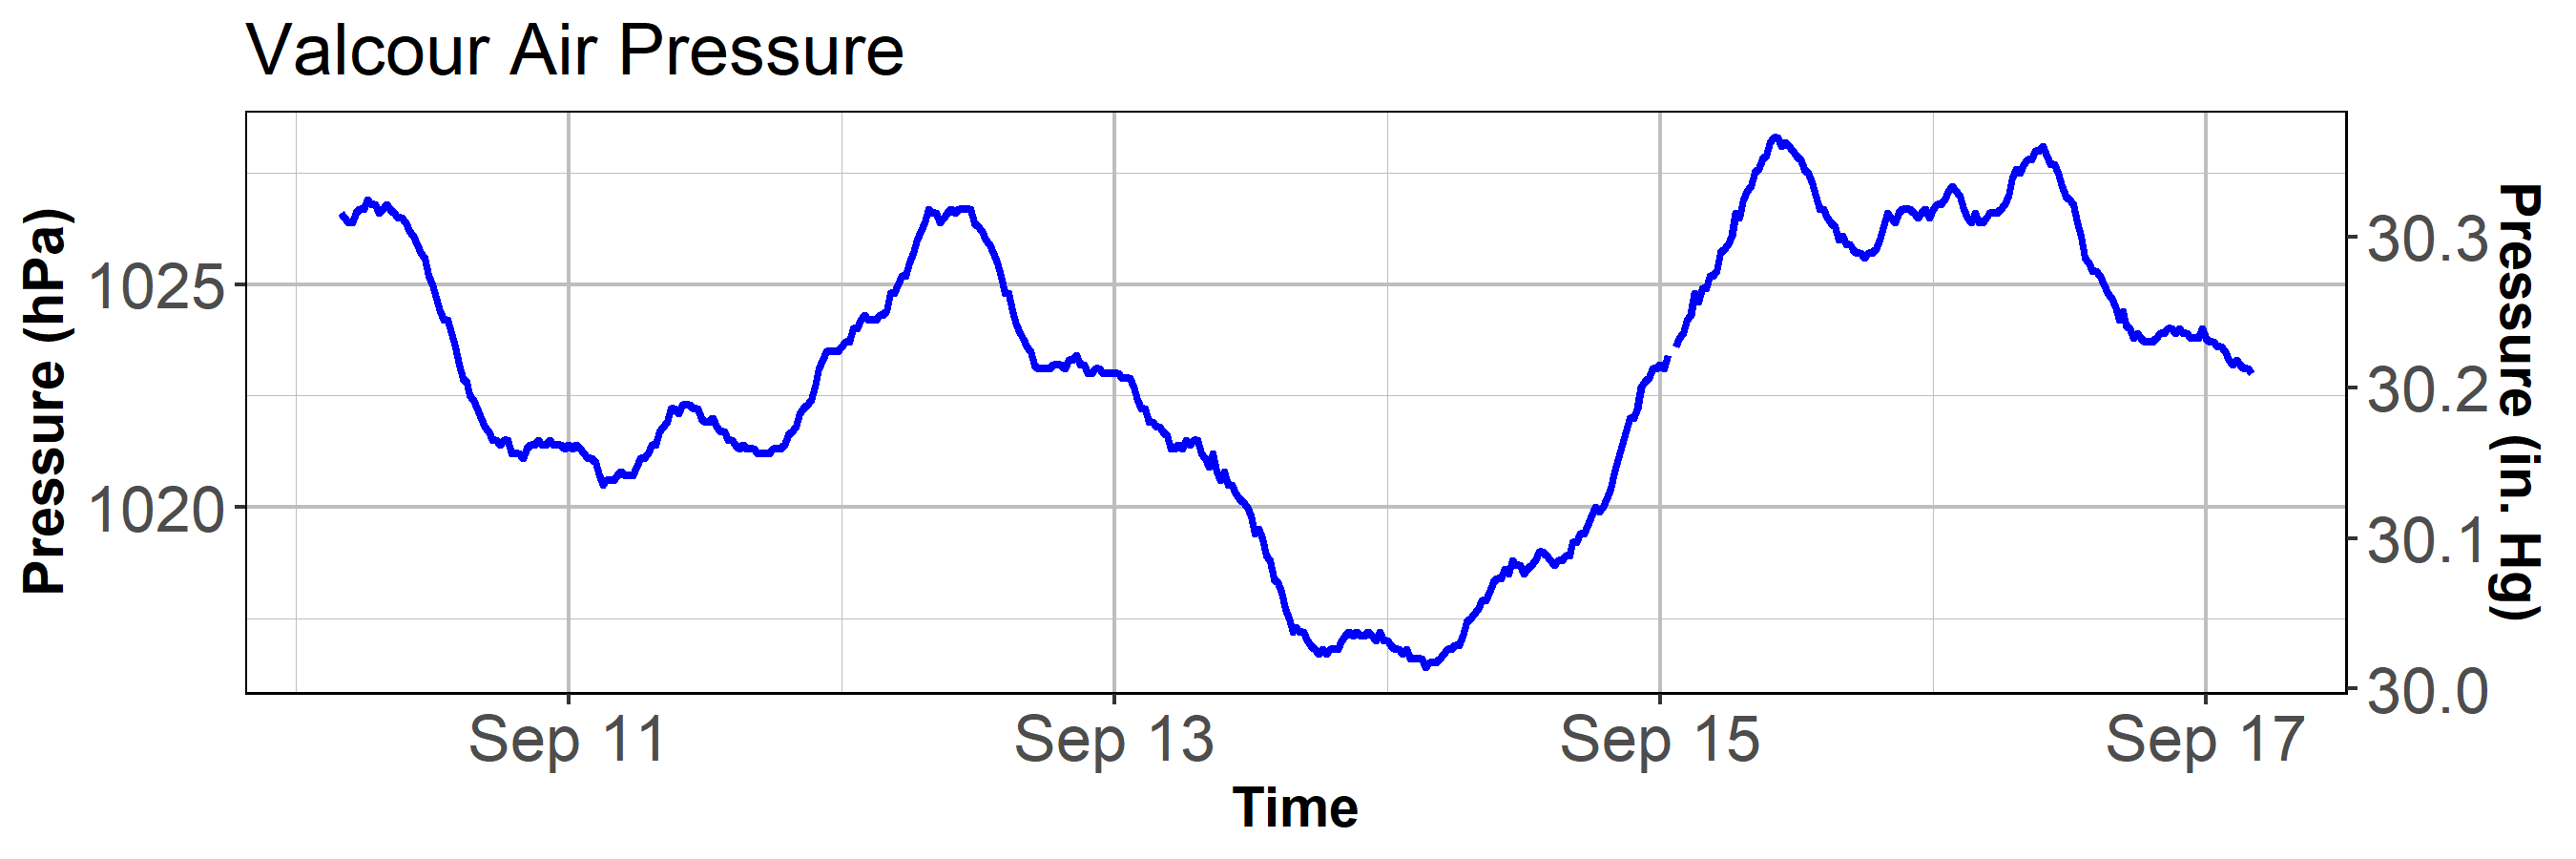 Valcour Air Pressure
Pressure (hPa)
1025
1020
30.3
30.2
30.1
30.0
Pressure (in. Hg)
Sep 11 Sep 13 Sep 15 Sep 17
Time